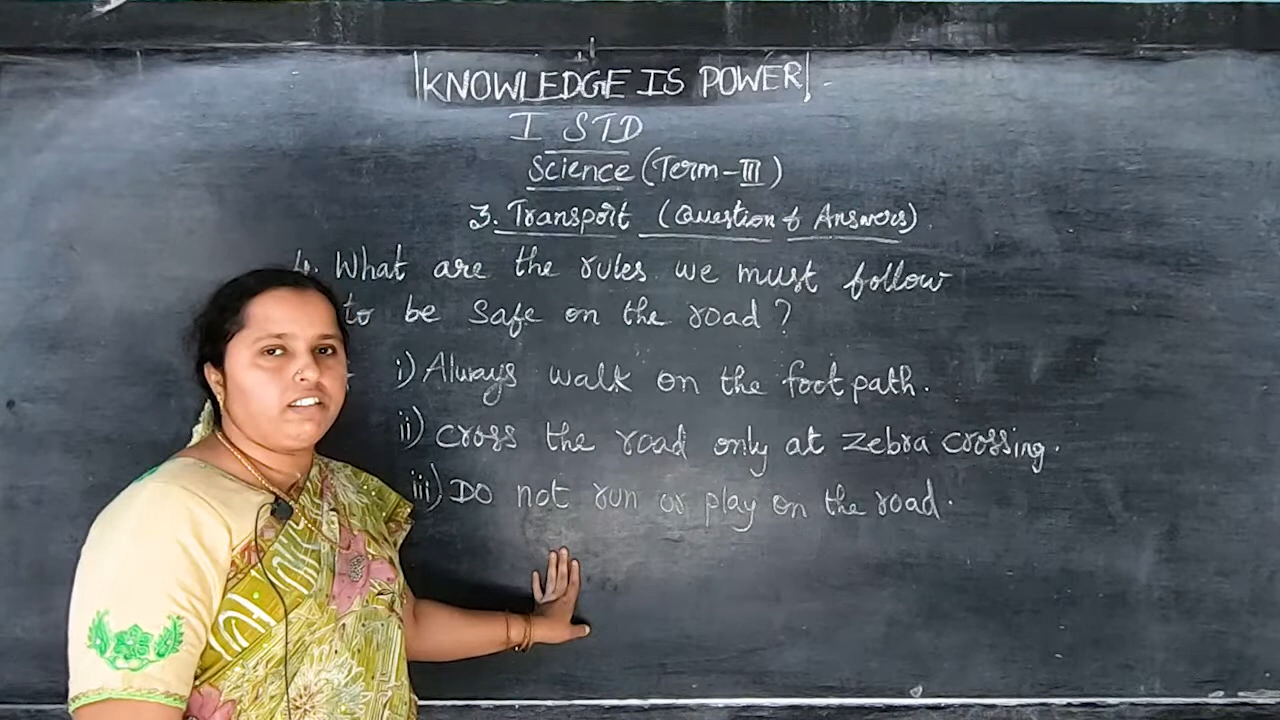 KNOWLEDGE IS POWER
I STD
Science (Term-III)
3. Transport (Question & Answers)
4. What are the rules we must follow
to be safe on the road?
i) Always walk on the foot path.
ii) Cross the road only at zebra crossing.
iii) Do not run or play on the road.